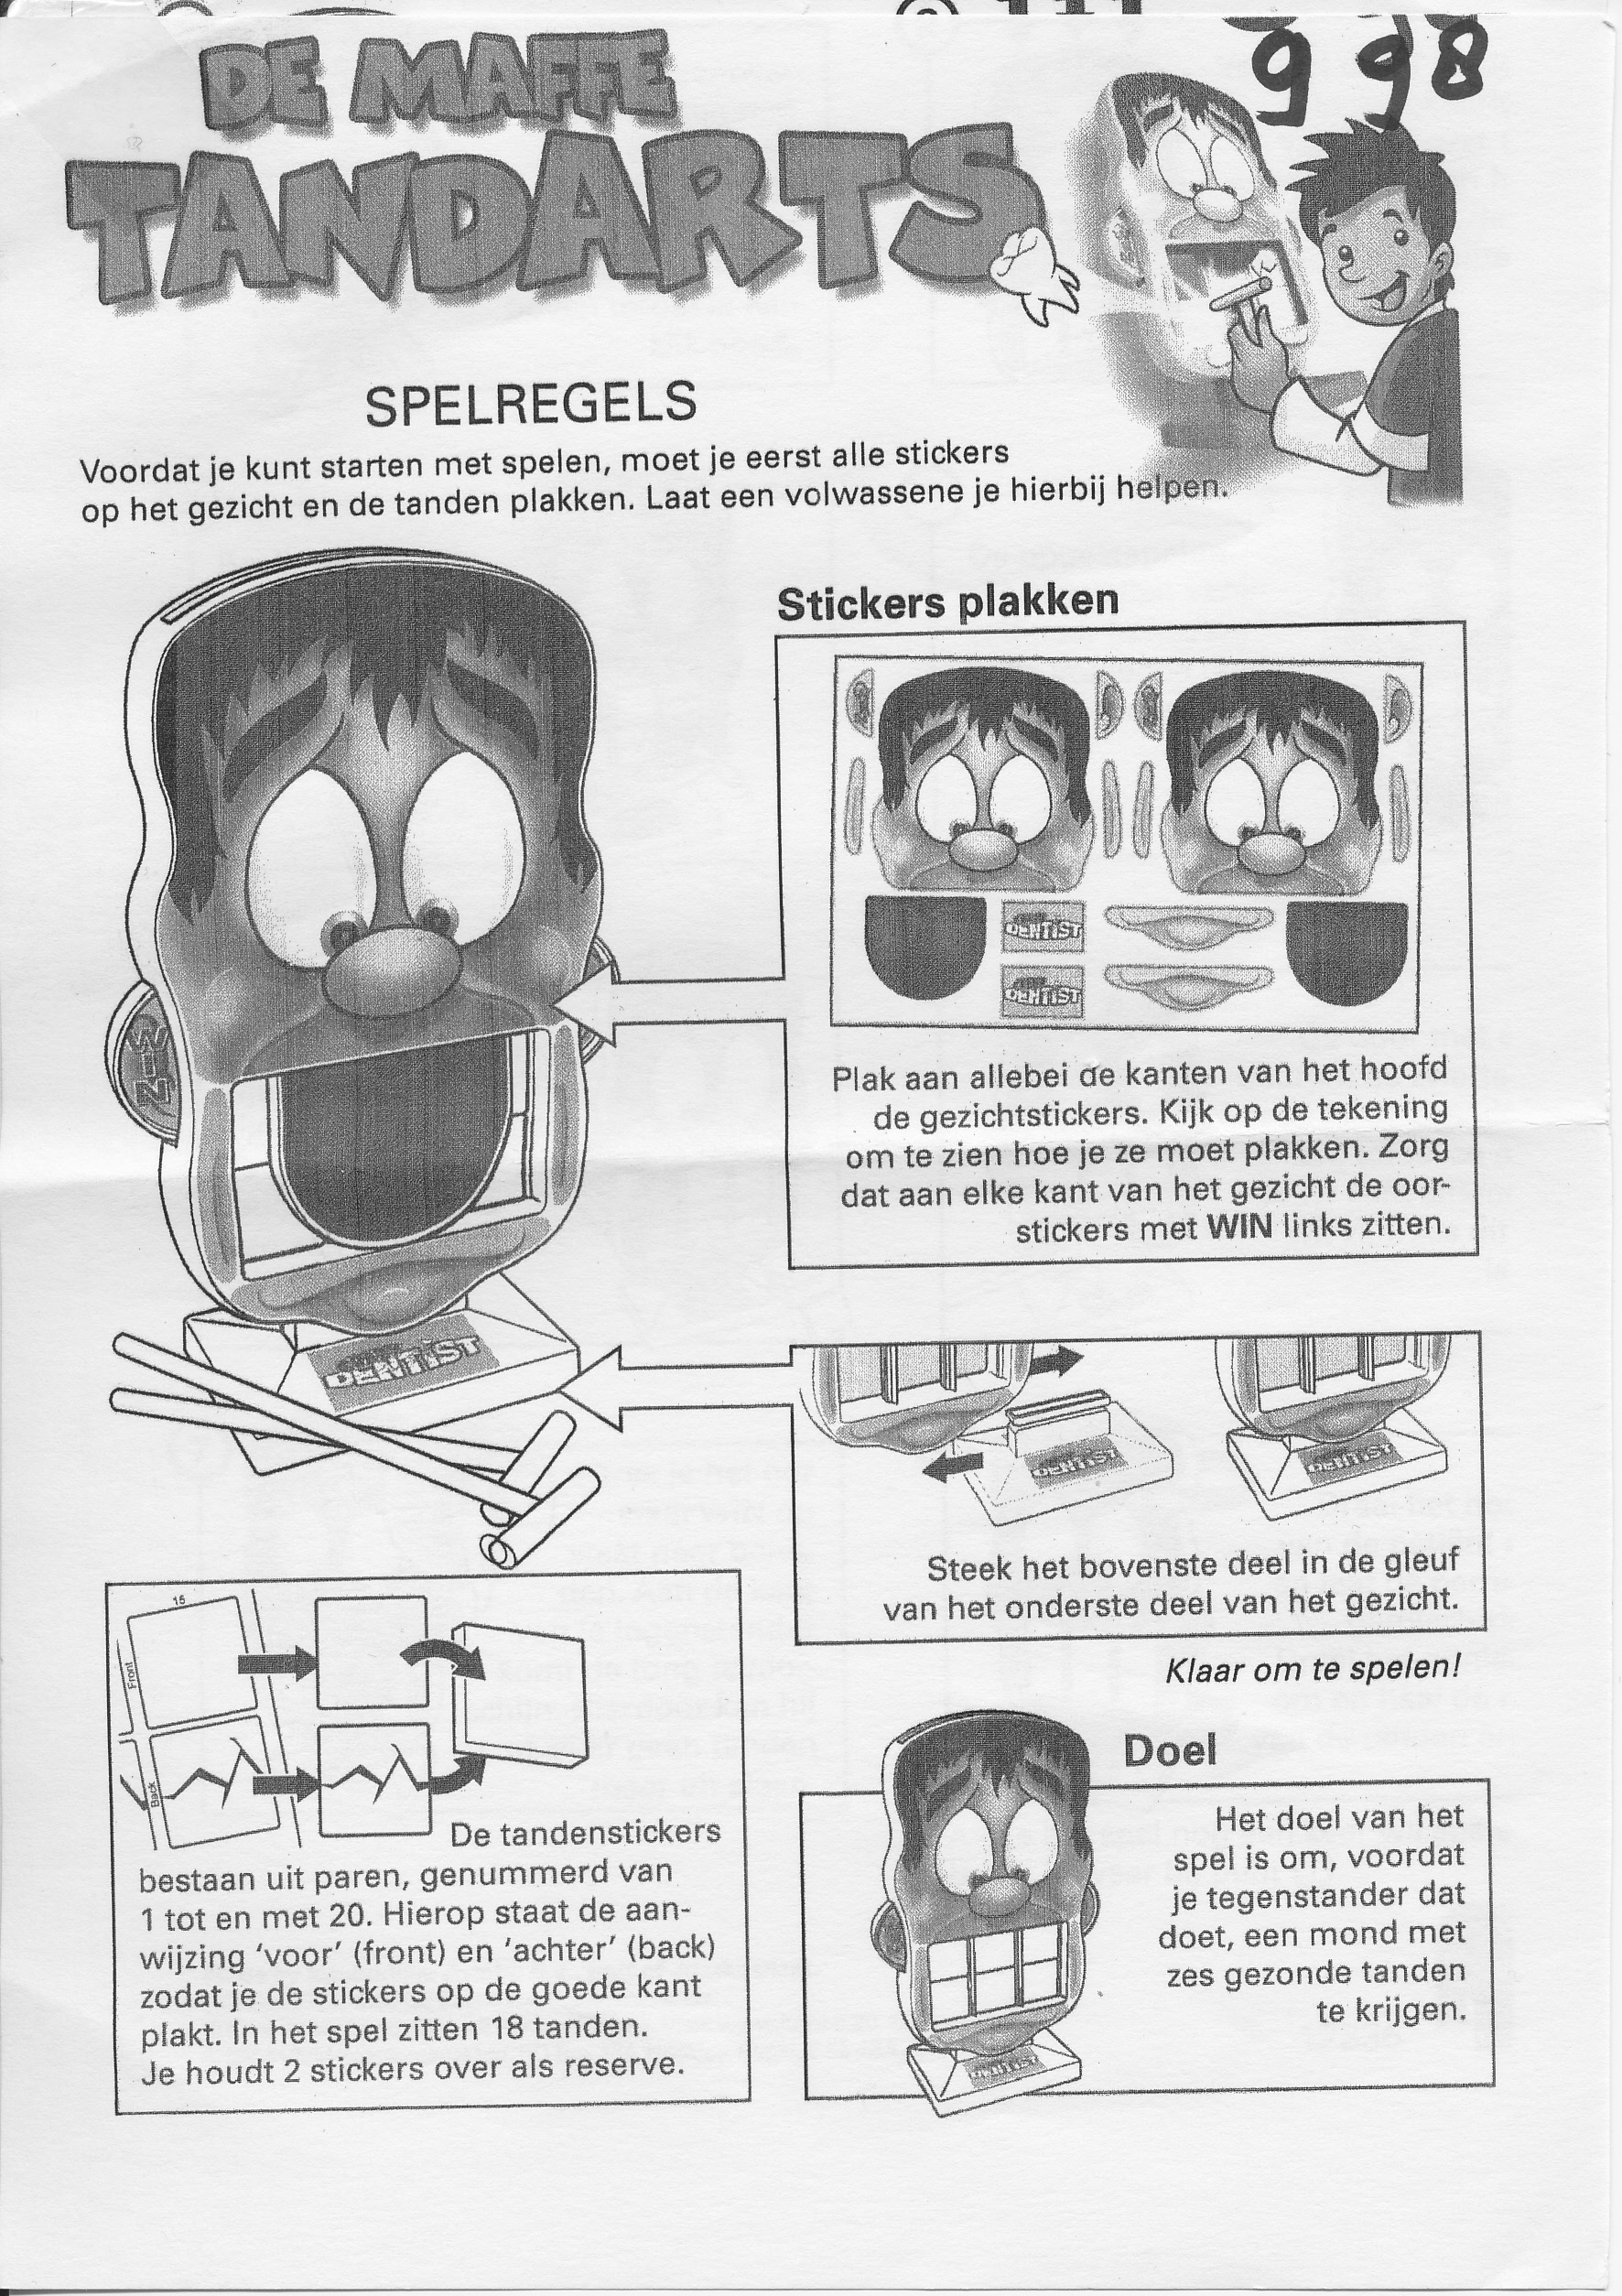 998
DE MAFFE
TANDARTS
SPELREGELS
Voordat je kunt starten met spelen, moet je eerst alle stickers
op het gezicht en de tanden plakken. Laat een volwassene je hierbij helpen.
WIN
DENTIST
Stickers plakken
DENTIST
DENTIST
Plak aan allebei de kanten van het hoofd
de gezichtstickers. Kijk op de tekening
om te zien hoe je ze moet plakken. Zorg
dat aan elke kant van het gezicht de oor-
stickers met WIN links zitten.
DENTIST
DENTIST
Steek het bovenste deel in de gleuf
van het onderste deel van het gezicht.
Klaar om te spelen!
Front
Back
De tandenstickers
bestaan uit paren, genummerd van
1 tot en met 20. Hierop staat de aan-
wijzing 'voor' (front) en 'achter' (back)
zodat je de stickers op de goede kant
plakt. In het spel zitten 18 tanden.
Je houdt 2 stickers over als reserve.
Doel
Het doel van het
spel is om, voordat
je tegenstander dat
doet, een mond met
zes gezonde tanden
te krijgen.
DENTIST